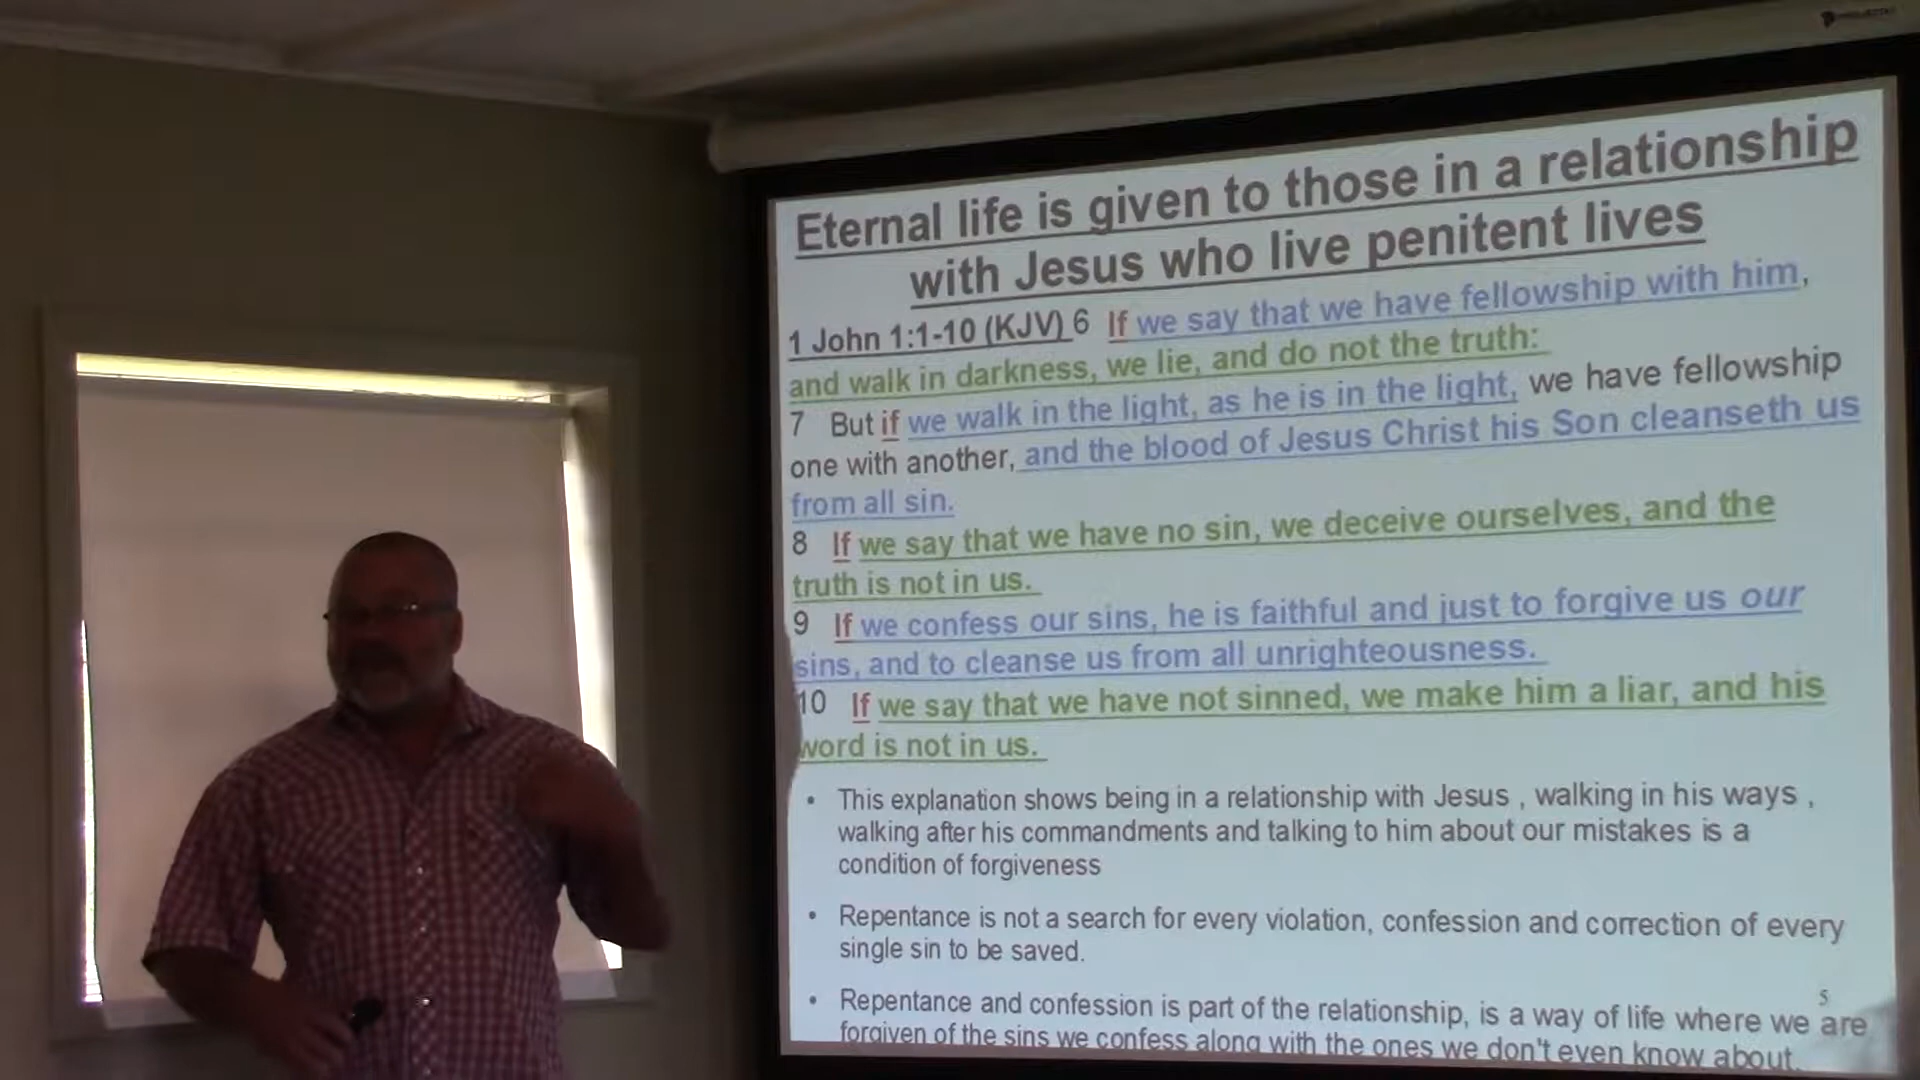 Eternal life is given to those in a relationship
with Jesus who live penitent lives
1 John 1:1-10 (KJV) 6 If we say that we have fellowship with him,
and walk in darkness, we lie, and do not the truth:
7 But if we walk in the light, as he is in the light, we have fellowship
one with another, and the blood of Jesus Christ his Son cleanseth us
from all sin.
8 If we say that we have no sin, we deceive ourselves, and the
truth is not in us.
9 If we confess our sins, he is faithful and just to forgive us our
sins, and to cleanse us from all unrighteousness.
10 If we say that we have not sinned, we make him a liar, and his
word is not in us.
• This explanation shows being in a relationship with Jesus , walking in his ways ,
walking after his commandments and talking to him about our mistakes is a
condition of forgiveness
• Repentance is not a search for every violation, confession and correction of every
single sin to be saved.
• Repentance and confession is part of the relationship, is a way of life where we are
forgiven of the sins we confess along with the ones we don't even know about.
5